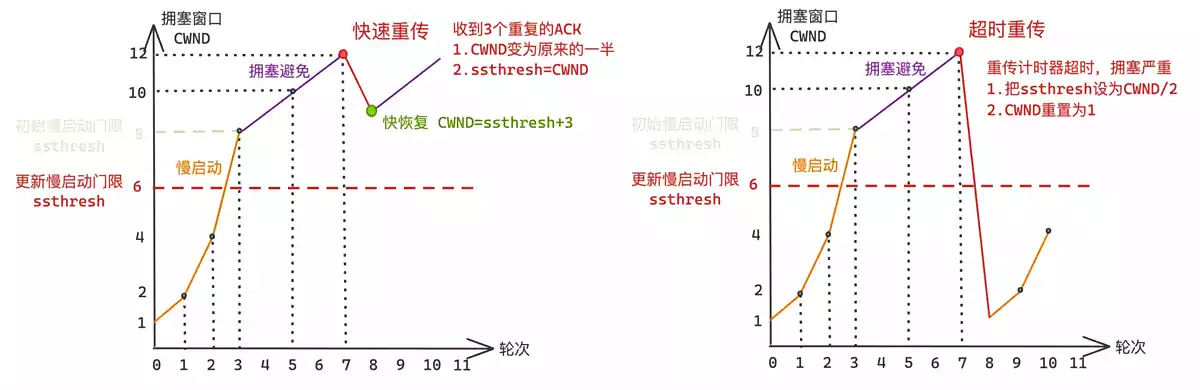 拥塞窗口
CWND
快速重传
收到3个重复的ACK
1.CWND变为原来的一半
2.ssthresh=CWND
12
拥塞避免
10
快恢复 CWND=ssthresh+3
初始慢启动门限
ssthresh
8
慢启动
更新慢启动门限
ssthresh
6
4
2
1
0 1 2 3 4 5 6 7 8 9 10 11
轮次
拥塞窗口
CWND
超时重传
12
拥塞避免
重传计时器超时，拥塞严重
1.把ssthresh设为CWND/2
2.CWND重置为1
10
初始慢启动门限
ssthresh
8
慢启动
更新慢启动门限
ssthresh
6
4
2
1
0 1 2 3 4 5 6 7 8 9 10 11
轮次